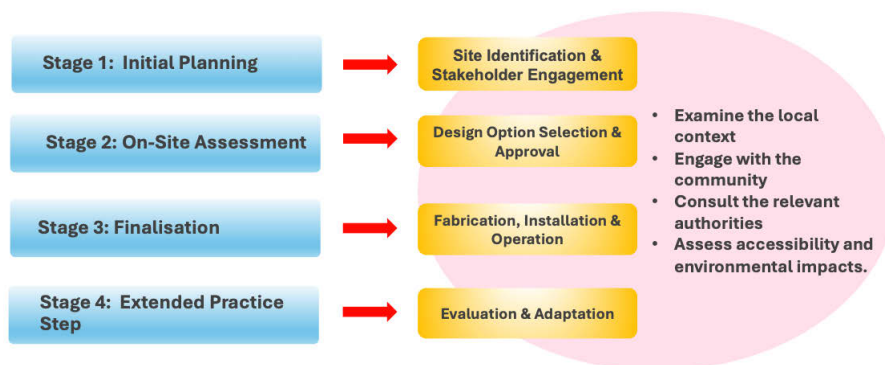 Stage 1: Initial Planning
Site Identification &
Stakeholder Engagement
Stage 2: On-Site Assessment
Design Option Selection &
Approval
Stage 3: Finalisation
Fabrication, Installation &
Operation
Stage 4: Extended Practice
Step
Evaluation & Adaptation
• Examine the local
context
• Engage with the
community
• Consult the relevant
authorities
• Assess accessibility and
environmental impacts.